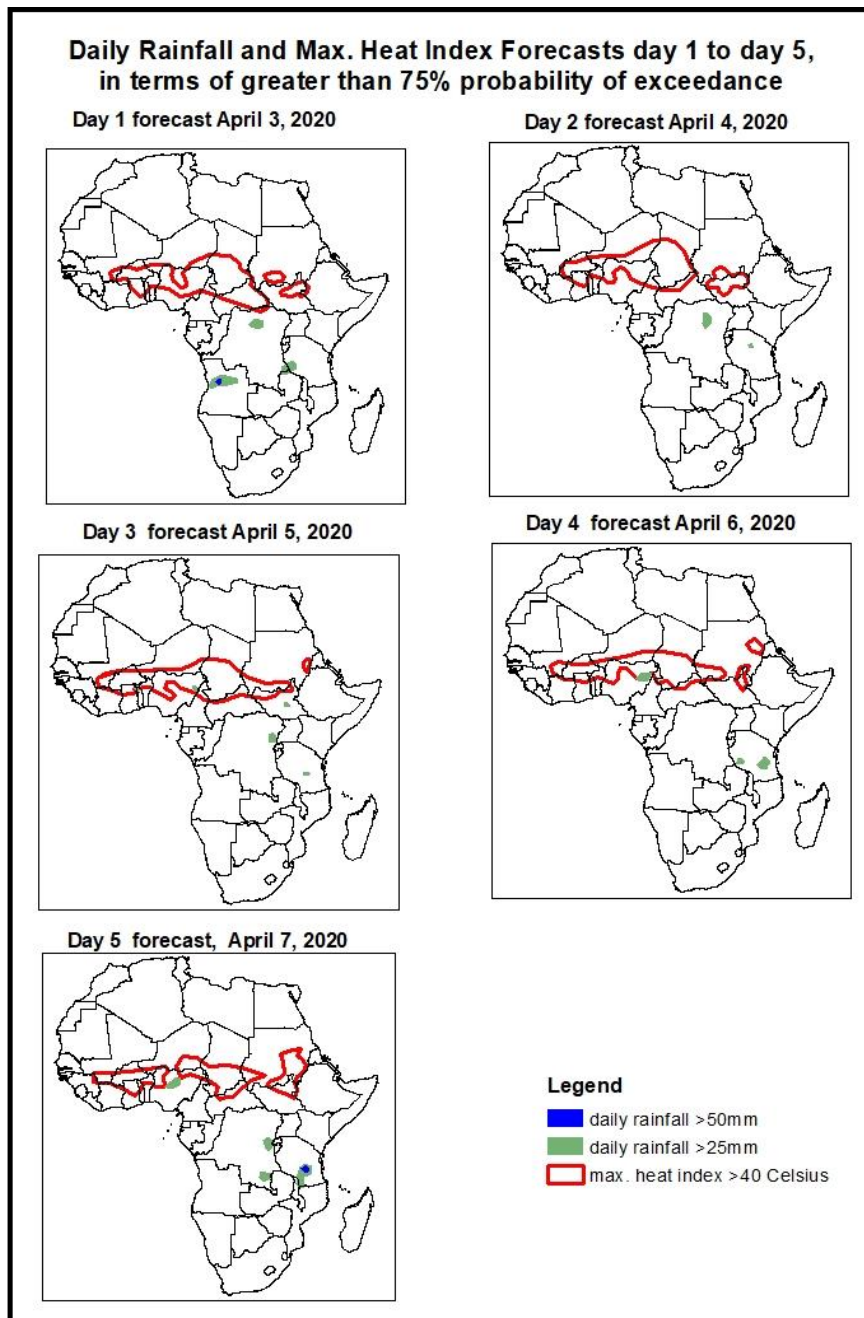 Daily Rainfall and Max. Heat Index Forecasts day 1 to day 5,
in terms of greater than 75% probability of exceedance
Day 1 forecast April 3, 2020
Day 2 forecast April 4, 2020
Day 3 forecast April 5, 2020
Day 4 forecast April 6, 2020
Day 5 forecast, April 7, 2020
Legend
daily rainfall >50mm
daily rainfall >25mm
max. heat index >40 Celsius